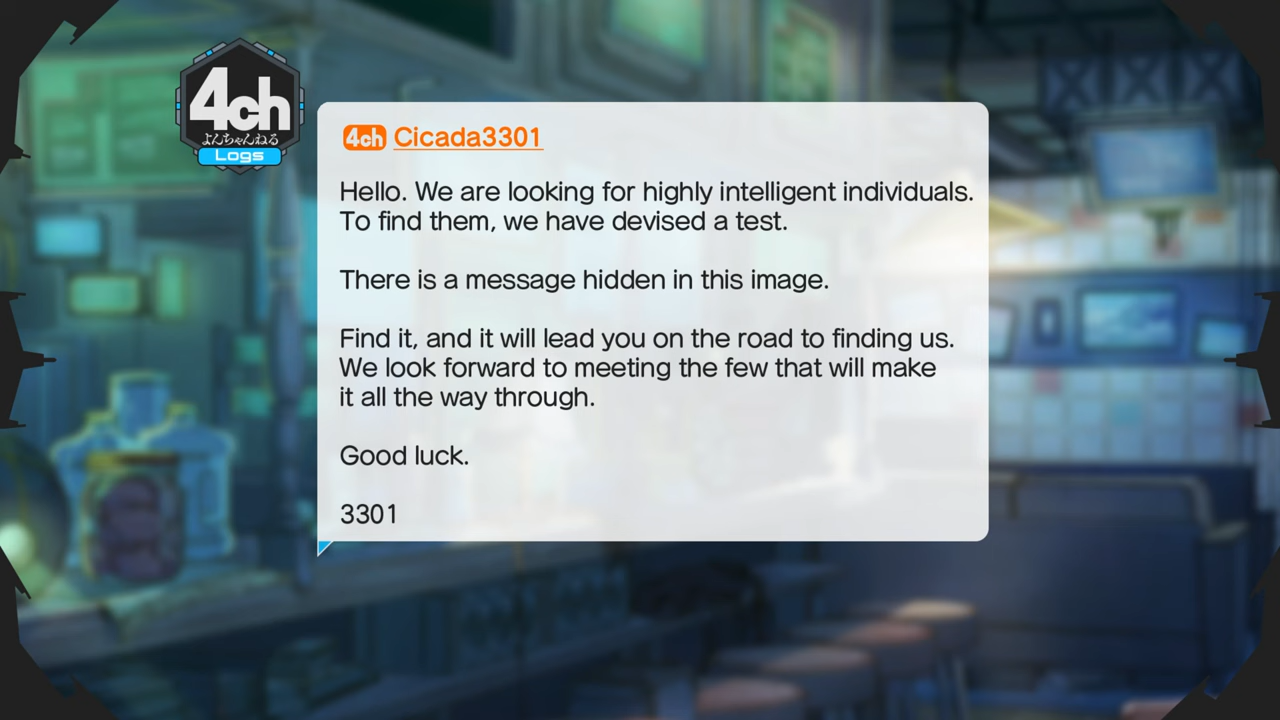 4ch
よんちゃんねる
Logs
4ch Cicada3301
Hello. We are looking for highly intelligent individuals.
To find them, we have devised a test.
There is a message hidden in this image.
Find it, and it will lead you on the road to finding us.
We look forward to meeting the few that will make
it all the way through.
Good luck.
3301